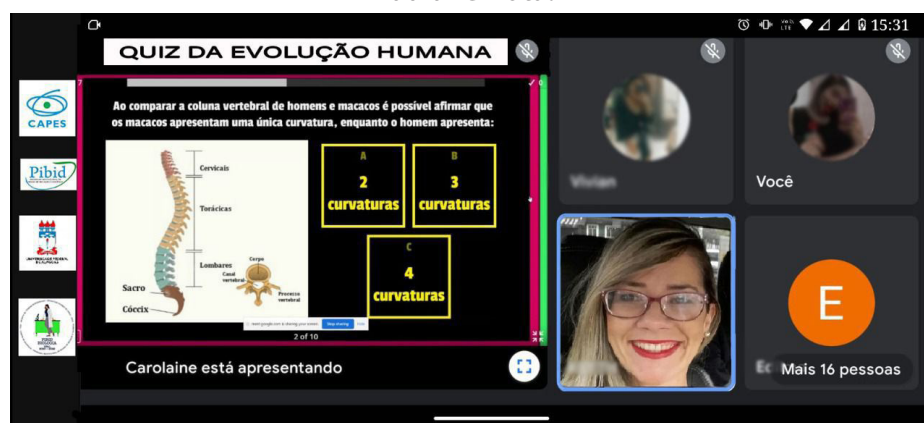 15:31
QUIZ DA EVOLUÇÃO HUMANA
Ao comparar a coluna vertebral de homens e macacos é possível afirmar que
os macacos apresentam uma única curvatura, enquanto o homem apresenta:
Cervicais
Torácicas
Lombares
Corpo
Canal
vertebral
Processo
vertebral
Sacro
Cóccix
A
2
curvaturas
B
3
curvaturas
C
4
curvaturas
Stop sharing
2 of 10
Carolaine está apresentando
CAPES
Pibid
Vivian
Você
E
Mais 16 pessoas